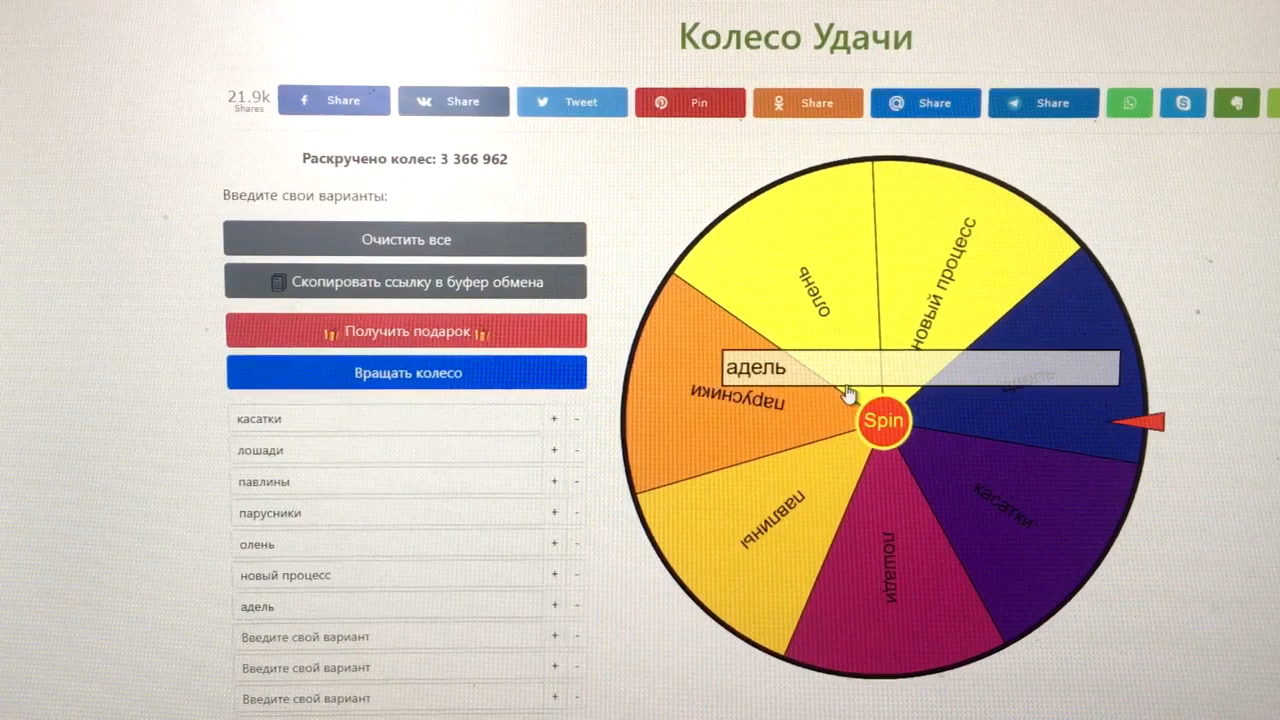 Колесо Удачи
21.9k
Shares
Share
Share
Tweet
Pin
Share
Share
Share
Раскручено колес: 3 366 962
Введите свои варианты:
Очистить все
Скопировать ссылку в буфер обмена
Получить подарок
Вращать колесо
касатки + -
лошади + -
павлины + -
парусники + -
олень + -
новый процесс + -
адель + -
Введите свой вариант + -
Введите свой вариант + -
Введите свой вариант + -
олень
новый процесс
адель
адель
парусники
Spin
касатки
павлины
лошади